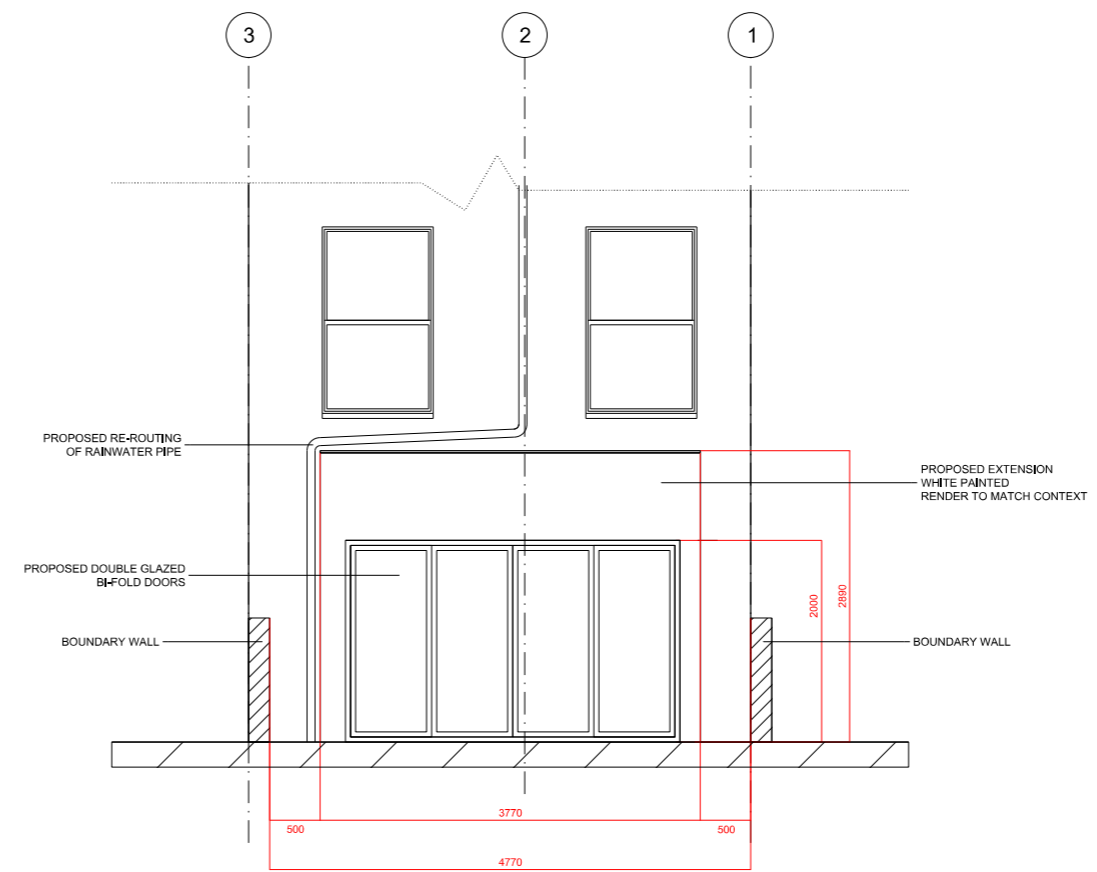 3
2
1
PROPOSED RE-ROUTING
OF RAINWATER PIPE
PROPOSED EXTENSION
WHITE PAINTED
RENDER TO MATCH CONTEXT
PROPOSED DOUBLE GLAZED
BI-FOLD DOORS
2000
2890
BOUNDARY WALL
BOUNDARY WALL
3770
500
500
4770